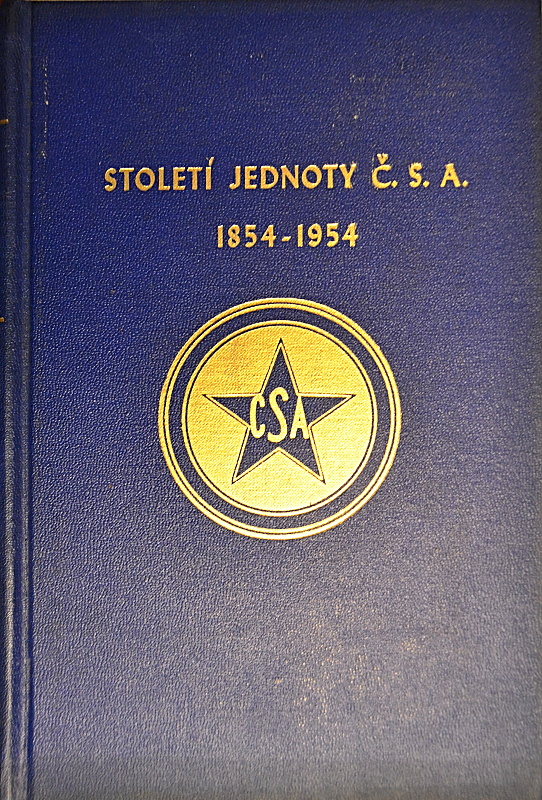 STOLETÍ JEDNOTY Č. S. A.
1854-1954
CSA